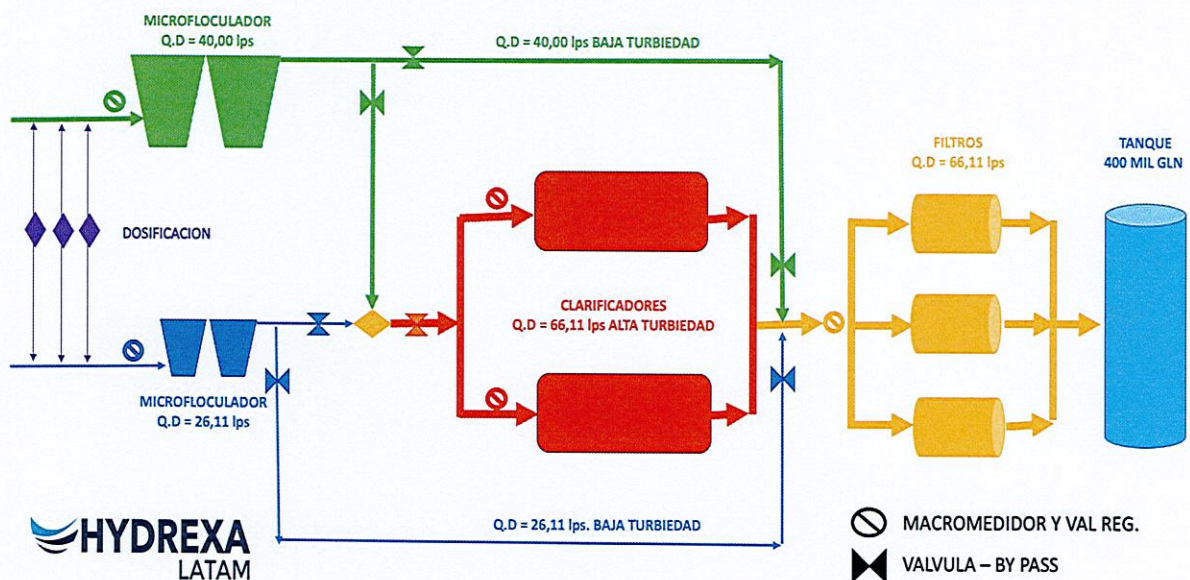 MICROFLOCULADOR
Q.D = 40,00 lps
Q.D = 40,00 lps BAJA TURBIEDAD
FILTROS
Q.D = 66,11 lps
TANQUE
400 MIL GLN
DOSIFICACION
CLARIFICADORES
Q.D = 66,11 lps ALTA TURBIEDAD
MICROFLOCULADOR
Q.D = 26,11 lps
Q.D = 26,11 lps. BAJA TURBIEDAD
HYDREXA
LATAM
MACROMEDIDOR Y VAL REG.
VALVULA – BY PASS